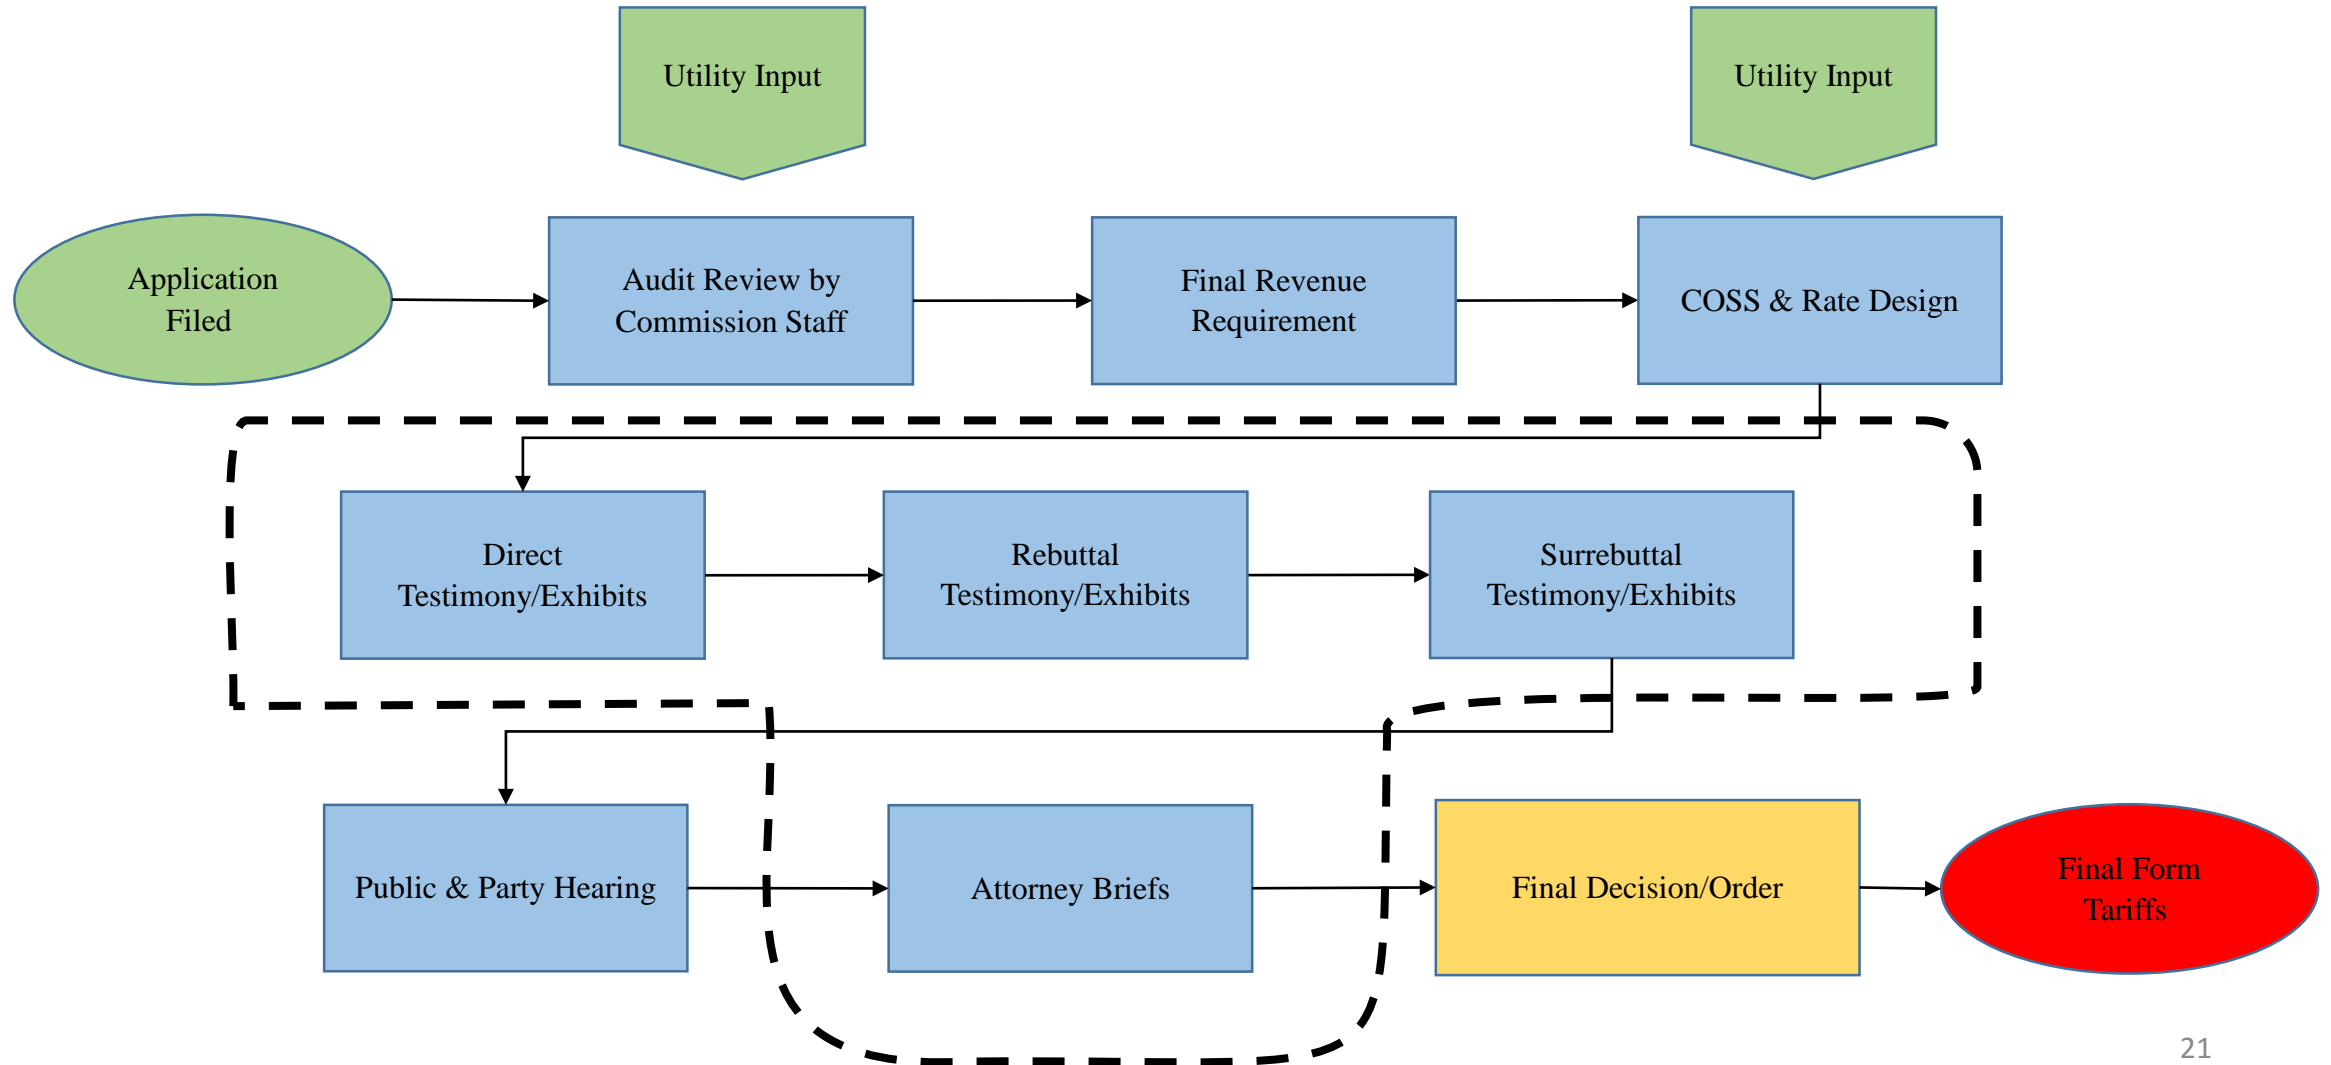 Utility Input
Utility Input
Application
Filed
Audit Review by
Commission Staff
Final Revenue
Requirement
COSS & Rate Design
Direct
Testimony/Exhibits
Rebuttal
Testimony/Exhibits
Surrebuttal
Testimony/Exhibits
Public & Party Hearing
Attorney Briefs
Final Decision/Order
Final Form
Tariffs
21